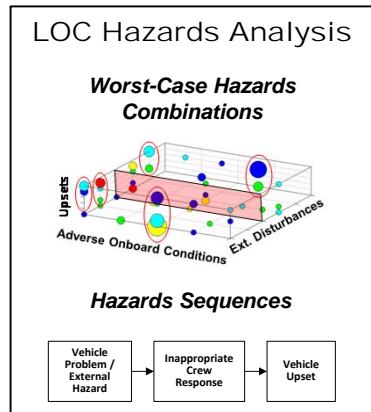 LOC Hazards Analysis
Worst-Case Hazards
Combinations
Upsets
Adverse Onboard Conditions
Ext. Disturbances
Hazards Sequences
Vehicle
Problem /
External
Hazard
Inappropriate
Crew
Response
Vehicle
Upset